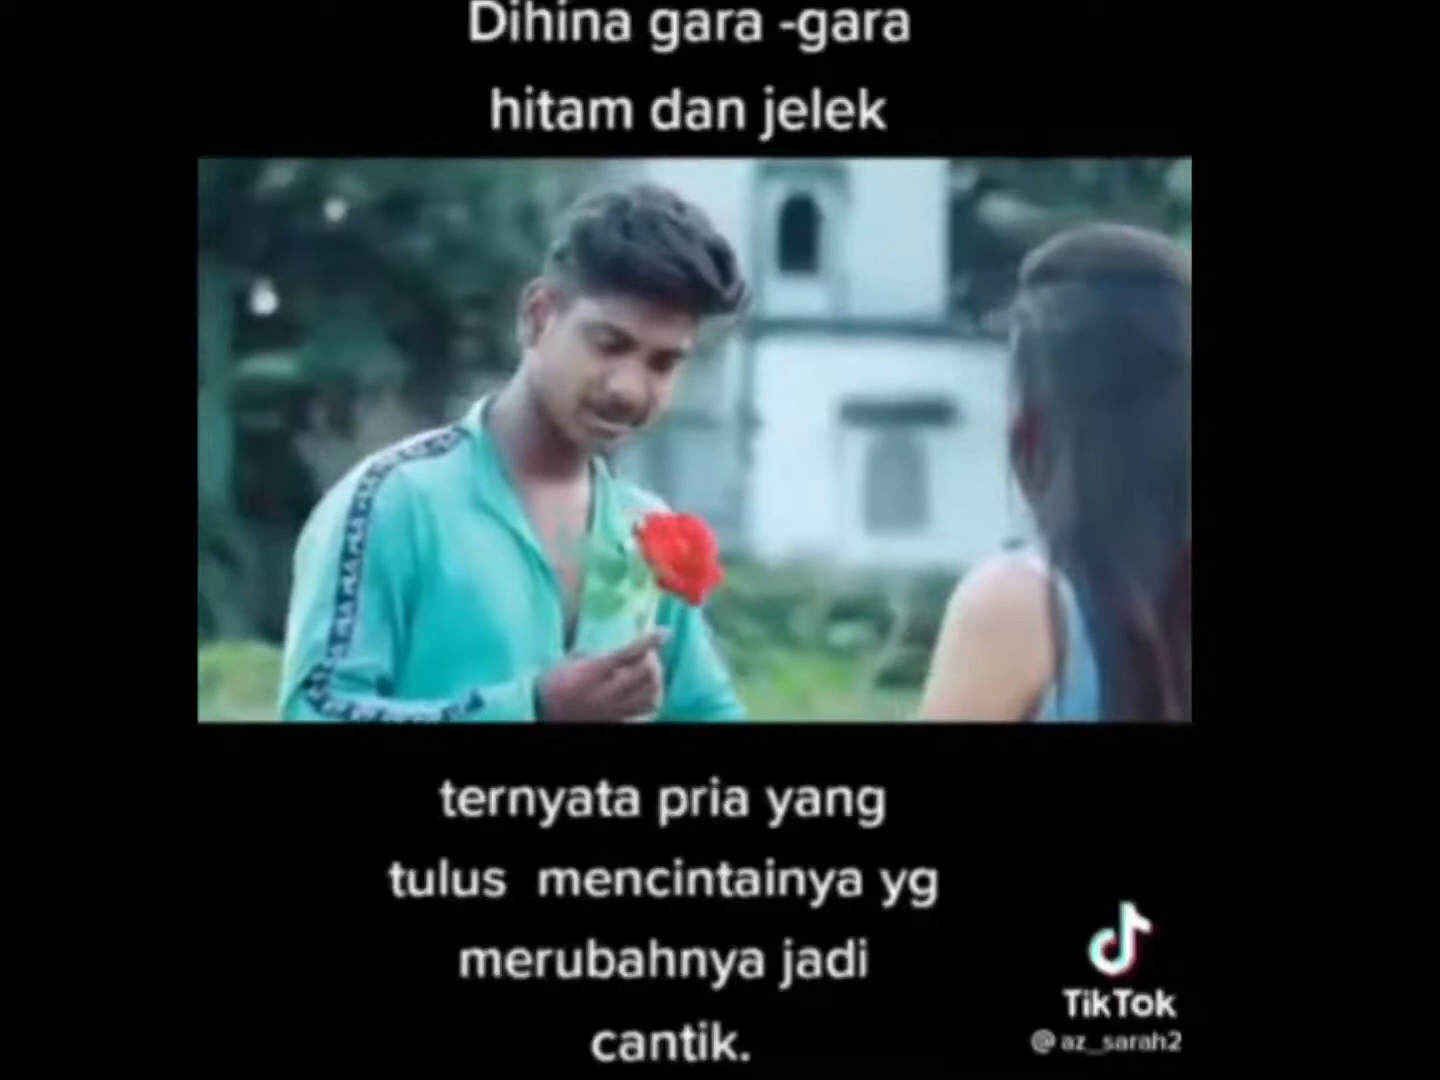 Dihina gara -gara
hitam dan jelek
ternyata pria yang
tulus mencintainya yg
merubahnya jadi
cantik.
TikTok
@az_sarah2